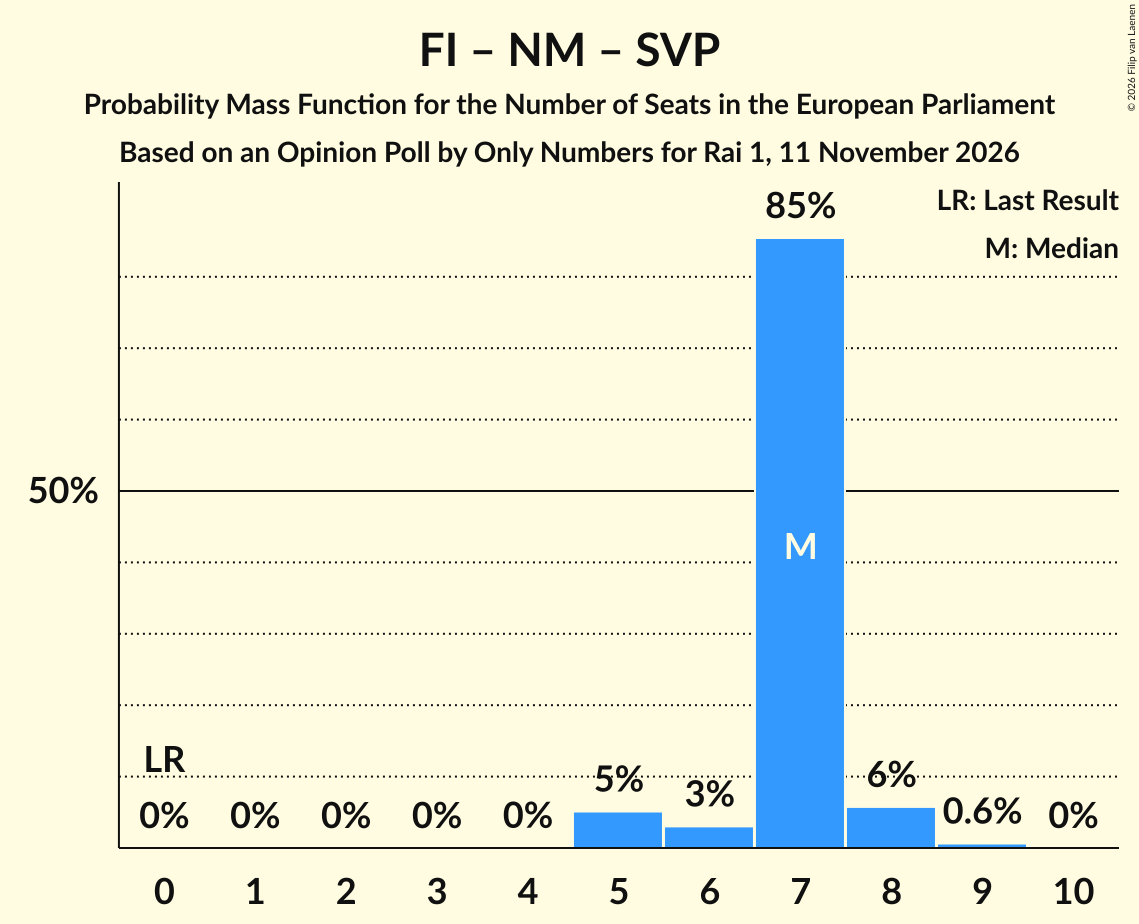 FI – NM – SVP
Probability Mass Function for the Number of Seats in the European Parliament
Based on an Opinion Poll by Only Numbers for Rai 1, 11 November 2026
© 2026 Filip van Laenen
LR: Last Result
M: Median
85%
50%
M
LR
0% 0% 0% 0% 0% 5% 3% 6% 0.6% 0%
0 1 2 3 4 5 6 7 8 9 10